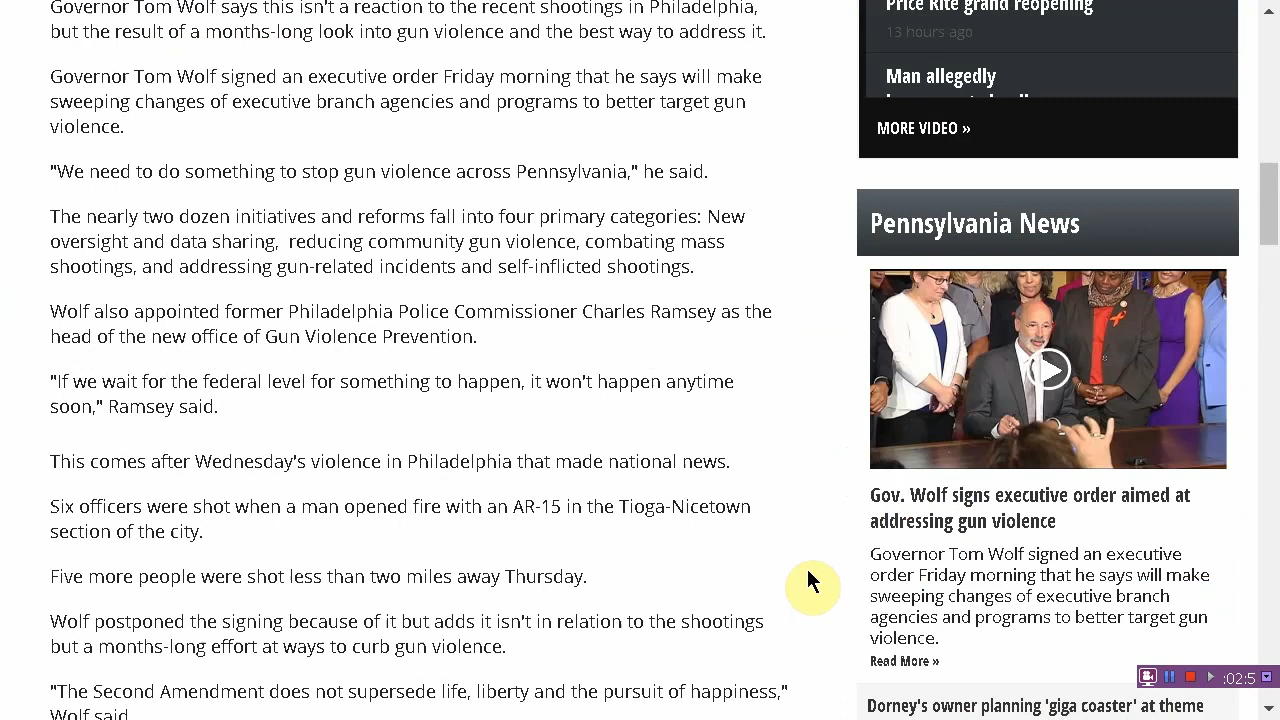 Governor Tom Wolf says this isn't a reaction to the recent shootings in Philadelphia,
but the result of a months-long look into gun violence and the best way to address it.
Governor Tom Wolf signed an executive order Friday morning that he says will make
sweeping changes of executive branch agencies and programs to better target gun
violence.
"We need to do something to stop gun violence across Pennsylvania," he said.
The nearly two dozen initiatives and reforms fall into four primary categories: New
oversight and data sharing,  reducing community gun violence, combating mass
shootings, and addressing gun-related incidents and self-inflicted shootings.
Wolf also appointed former Philadelphia Police Commissioner Charles Ramsey as the
head of the new office of Gun Violence Prevention.
"If we wait for the federal level for something to happen, it won't happen anytime
soon," Ramsey said.
This comes after Wednesday's violence in Philadelphia that made national news.
Six officers were shot when a man opened fire with an AR-15 in the Tioga-Nicetown
section of the city.
Five more people were shot less than two miles away Thursday.
Wolf postponed the signing because of it but adds it isn't in relation to the shootings
but a months-long effort at ways to curb gun violence.
"The Second Amendment does not supersede life, liberty and the pursuit of happiness,"
Wolf said
Price Rite grand reopening
13 hours ago
Man allegedly
MORE VIDEO »
Pennsylvania News
Gov. Wolf signs executive order aimed at
addressing gun violence
Governor Tom Wolf signed an executive
order Friday morning that he says will make
sweeping changes of executive branch
agencies and programs to better target gun
violence.
Read More »
:02:5
Dorney's owner planning 'giga coaster' at theme